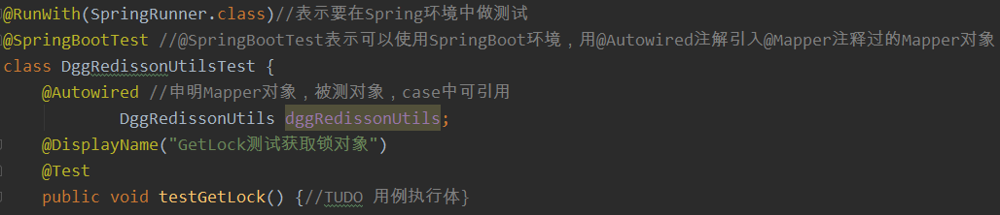 @RunWith(SpringRunner.class)//表示要在Spring环境中做测试
@SpringBootTest //@SpringBootTest表示可以使用SpringBoot环境，用@Autowired注解引入@Mapper注释过的Mapper对象
class DggRedissonUtilsTest {
@Autowired //申明Mapper对象，被测对象，case中可引用
DggRedissonUtils dggRedissonUtils;
@DisplayName("GetLock测试获取锁对象")
@Test
public void testGetLock() {//TUDO 用例执行体}